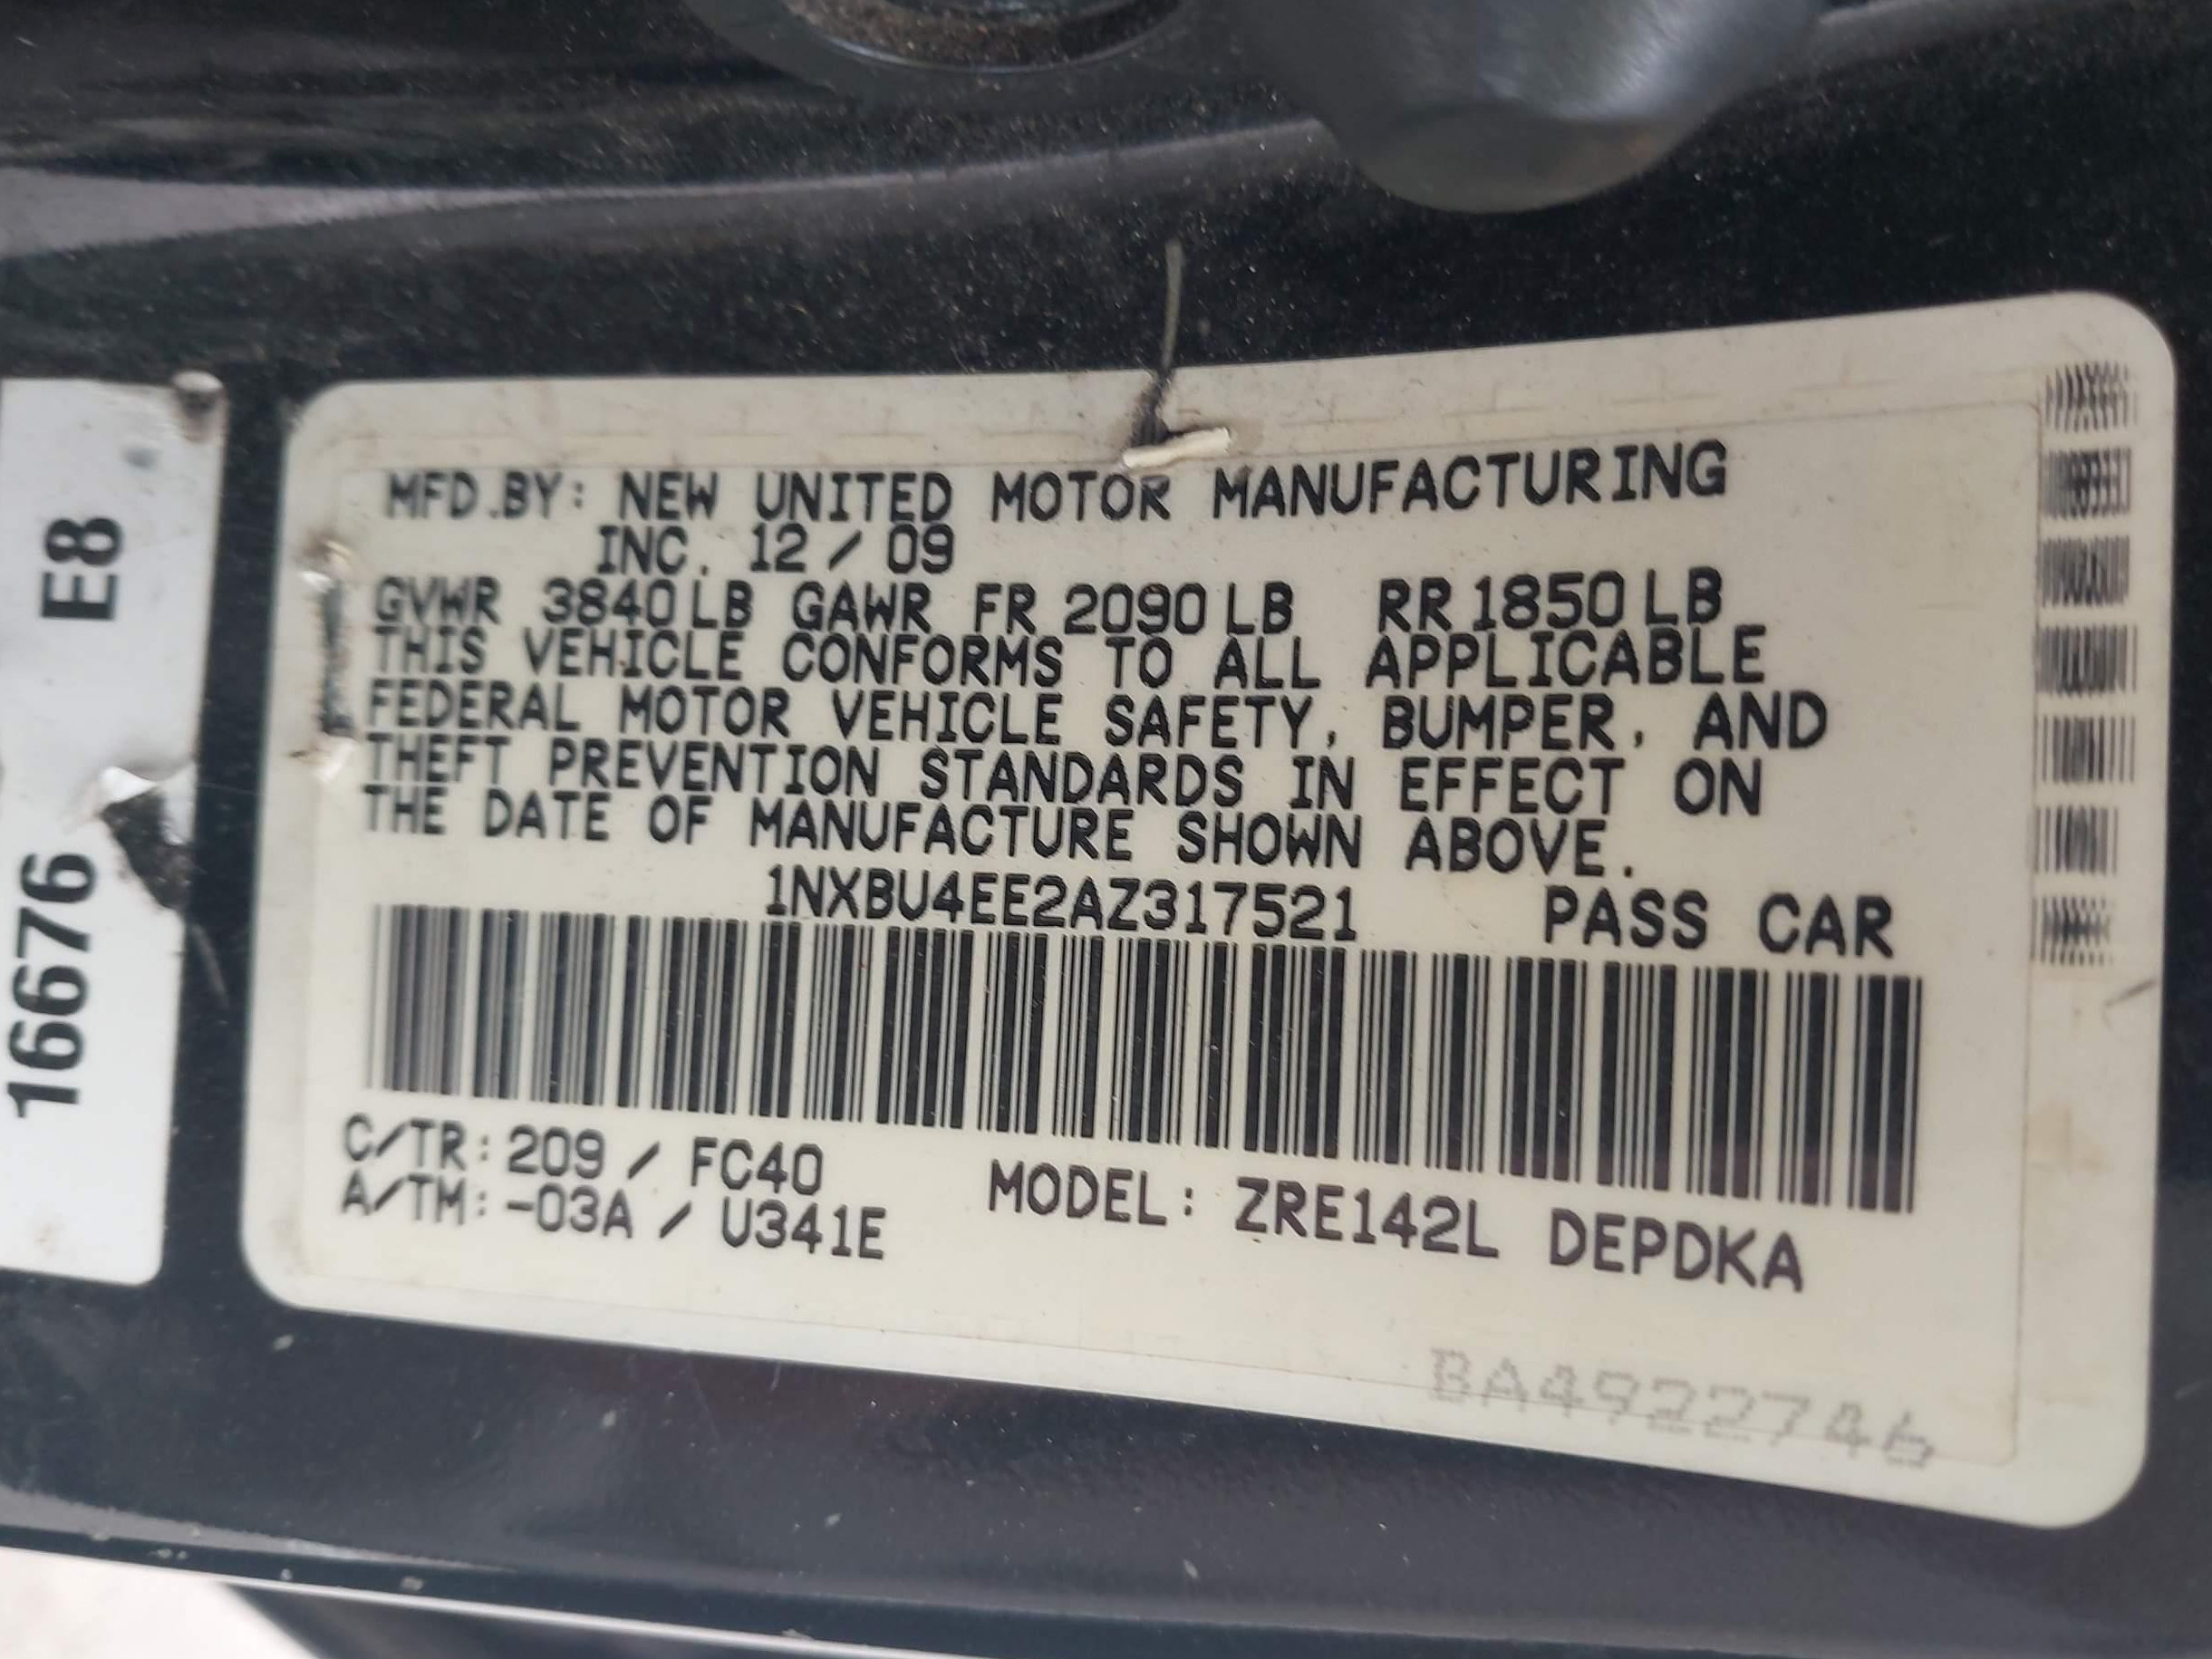 E8
16676
MFD.BY: NEW UNITED MOTOR MANUFACTURING
INC. 12 / 09
GVWR 3840 LB GAWR FR 2090 LB RR 1850 LB
THIS VEHICLE CONFORMS TO ALL APPLICABLE
FEDERAL MOTOR VEHICLE SAFETY, BUMPER, AND
THEFT PREVENTION STANDARDS IN EFFECT ON
THE DATE OF MANUFACTURE SHOWN ABOVE.
1NXBU4EE2AZ317521 PASS CAR
C/TR: 209 / FC40
A/TM: -03A / U341E
MODEL: ZRE142L DEPDKA
BA4922746